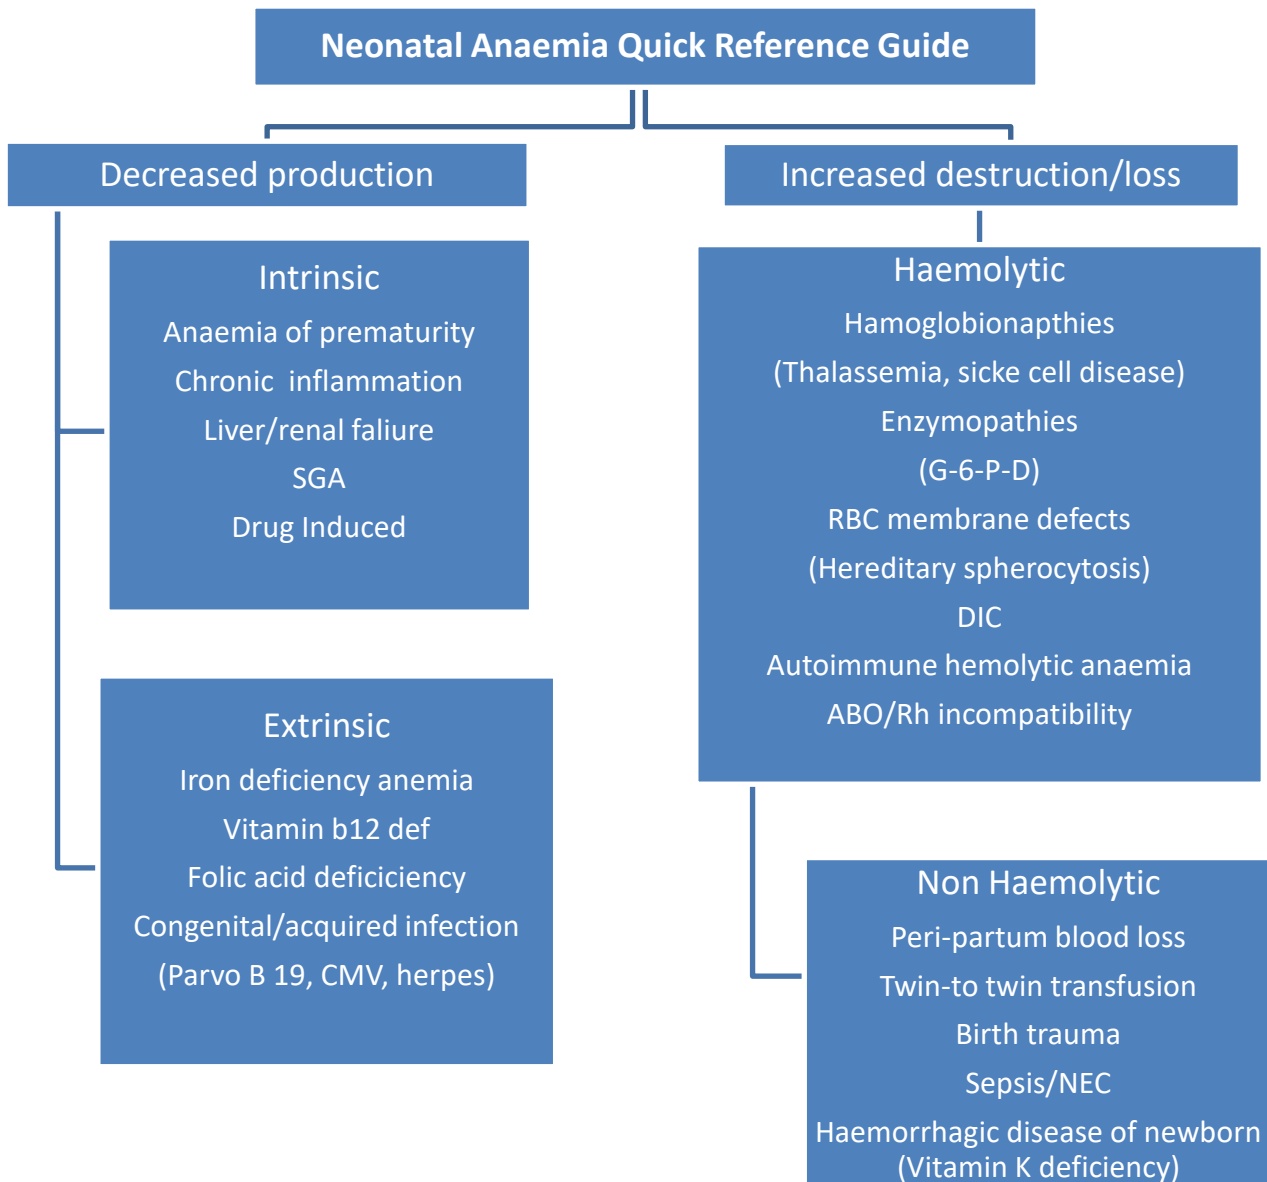 Neonatal Anaemia Quick Reference Guide
Decreased production
Intrinsic
Anaemia of prematurity
Chronic inflammation
Liver/renal faliure
SGA
Drug Induced
Extrinsic
Iron deficiency anemia
Vitamin b12 def
Folic acid deficiciency
Congenital/acquired infection
(Parvo B 19, CMV, herpes)
Increased destruction/loss
Haemolytic
Hamoglobionapthies
(Thalassemia, sicke cell disease)
Enzymopathies
(G-6-P-D)
RBC membrane defects
(Hereditary spherocytosis)
DIC
Autoimmune hemolytic anaemia
ABO/Rh incompatibility
Non Haemolytic
Peri-partum blood loss
Twin-to twin transfusion
Birth trauma
Sepsis/NEC
Haemorrhagic disease of newborn
(Vitamin K deficiency)